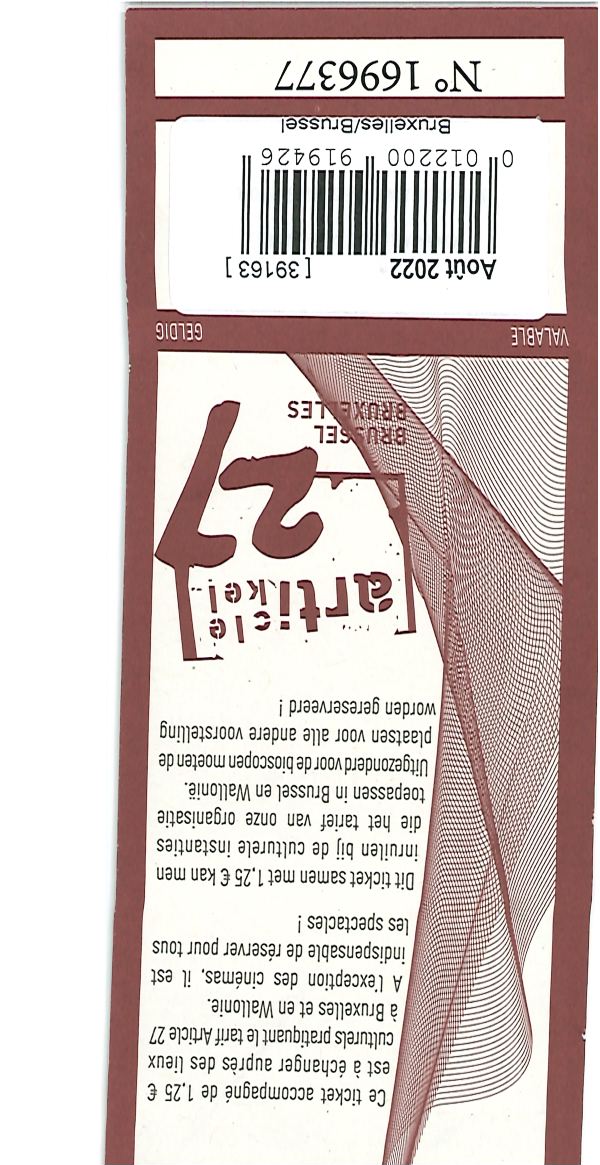 Ce ticket accompagné de 1,25 €
est à échanger auprès des lieux
culturels pratiquant le tarif Article 27
à Bruxelles et en Wallonie.
A l'exception des cinémas, il est
indispensable de réserver pour tous
les spectacles !
Dit ticket samen met 1,25 € kan men
inruilen bij de culturele instanties
die het tarief van onze organisatie
toepassen in Brussel en Wallonië.
Uitgezonderd voor de bioscopen moeten de
plaatsen voor alle andere voorstelling
worden gereserveerd !
[article
artikel]
27
BRUSSEL
BRUXELLES
VALABLE GELDIG
Août 2022 [39163]
0 012200 919426
Bruxelles/Brussel
N° 1696377